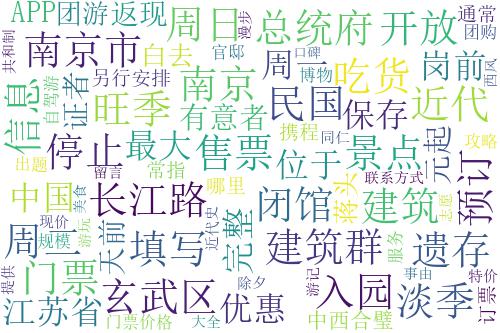 APP团游返现
周日
总统府
开放
通常
团购
漫步
共和制
南京市
白去
官邸
口碑
周一
博物
吃货
岗前
西风
另行安排
自驾游
信息
证者
旺季
南京
有意者
民国
保存
近代
停止
最大
售票
携程
同仁
位于
景点
元起
攻略
出题
留言
常指
联系方式
中国
美食
长江路
哪里
闭馆
蒋头
建筑
预订
现价
规模
游玩
周二
天前
填写
近代史
完整
建筑群
服务
遗存
志愿
提供
门票
玄武区
除夕
游记
入园
事由
特价
淡季
订票
江苏省
门票价格
大全
优惠
中西合璧